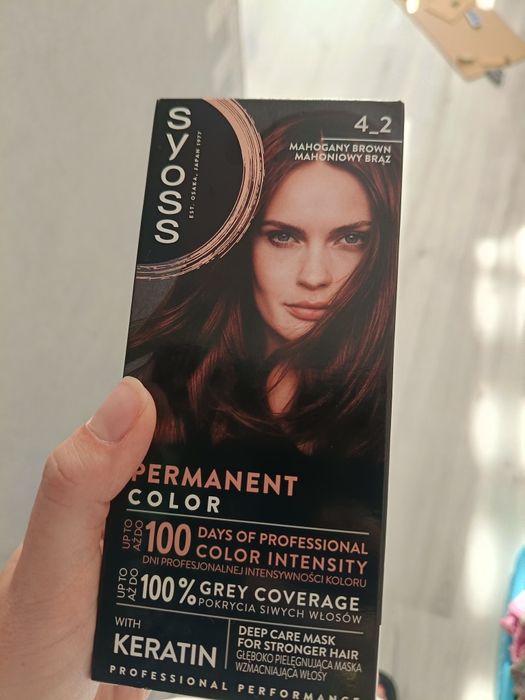 syoss
EST. OSAKA, JAPAN 1977
4_2
MAHOGANY BROWN
MAHONIOWY BRĄZ
PERMANENT
COLOR
UP TO
AŻ DO
100
DAYS OF PROFESSIONAL
COLOR INTENSITY
DNI PROFESJONALNEJ INTENSYWNOŚCI KOLORU
UP TO
AŻ DO
100% GREY COVERAGE
POKRYCIA SIWYCH WŁOSÓW
WITH
KERATIN
DEEP CARE MASK
FOR STRONGER HAIR
GŁĘBOKO PIELĘGNUJĄCA MASKA
WZMACNIAJĄCA WŁOSY
PROFESSIONAL PERFORMANCE